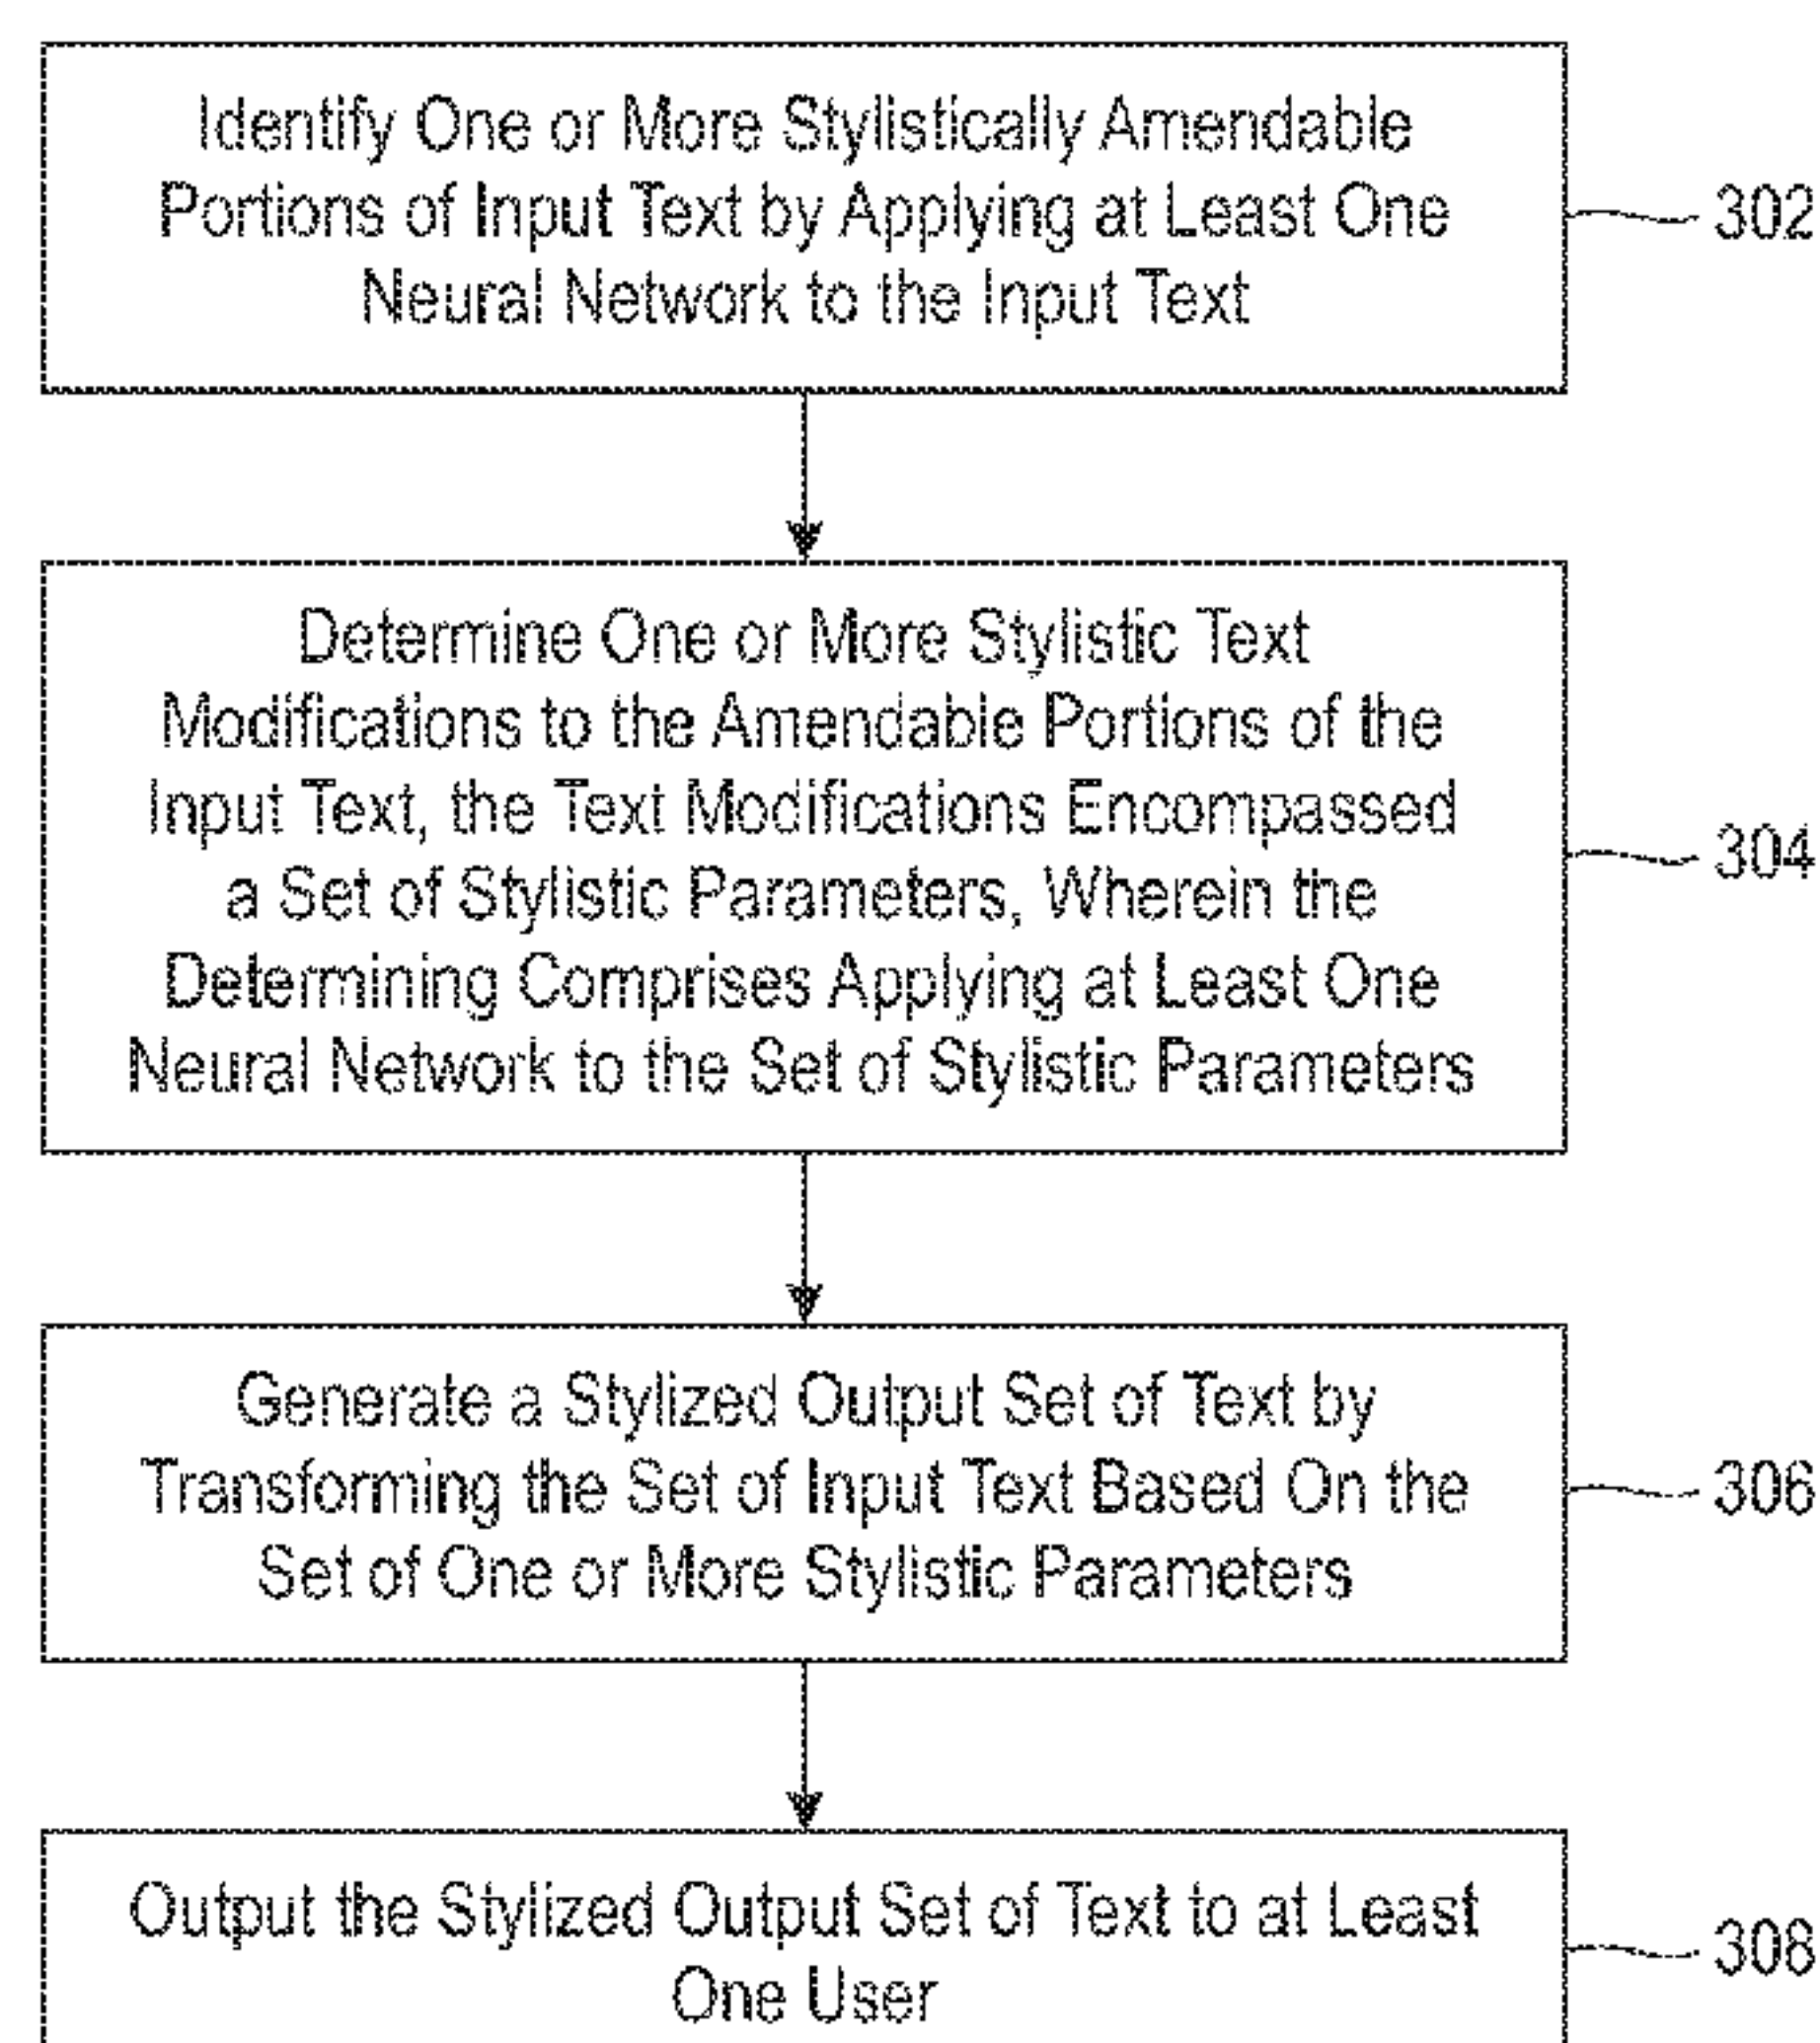 Identify One or More Stylistically Amendable
Portions of Input Text by Applying at Least One
Neural Network to the Input Text
302
Determine One or More Stylistic Text
Modifications to the Amendable Portions of the
Input Text, the Text Modifications Encompassed
a Set of Stylistic Parameters, Wherein the
Determining Comprises Applying at Least One
Neural Network to the Set of Stylistic Parameters
304
Generate a Stylized Output Set of Text by
Transforming the Set of Input Text Based On the
Set of One or More Stylistic Parameters
306
Output the Stylized Output Set of Text to at Least
One User
308